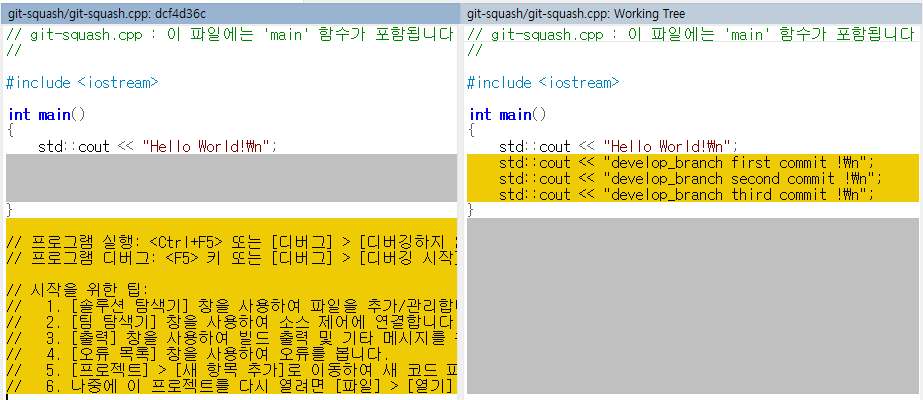 git-squash/git-squash.cpp: dcf4d36c
// git-squash.cpp : 이 파일에는 'main' 함수가 포함됩니다
//
#include <iostream>
int main()
{
std::cout << "Hello World!₩n";
}
// 프로그램 실행: <Ctrl+F5> 또는 [디버그] > [디버깅하지
// 프로그램 디버그: <F5> 키 또는 [디버그] > [디버깅 시작]
// 시작을 위한 팁:
// 1. [솔루션 탐색기] 창을 사용하여 파일을 추가/관리합
// 2. [팀 탐색기] 창을 사용하여 소스 제어에 연결합니다
// 3. [출력] 창을 사용하여 빌드 출력 및 기타 메시지를
// 4. [오류 목록] 창을 사용하여 오류를 봅니다.
// 5. [프로젝트] > [새 항목 추가]로 이동하여 새 코드 파
// 6. 나중에 이 프로젝트를 다시 열려면 [파일] > [열기]
git-squash/git-squash.cpp: Working Tree
// git-squash.cpp : 이 파일에는 'main' 함수가 포함됩니다
//
#include <iostream>
int main()
{
std::cout << "Hello World!₩n";
std::cout << "develop_branch first commit !₩n";
std::cout << "develop_branch second commit !₩n";
std::cout << "develop_branch third commit !₩n";
}